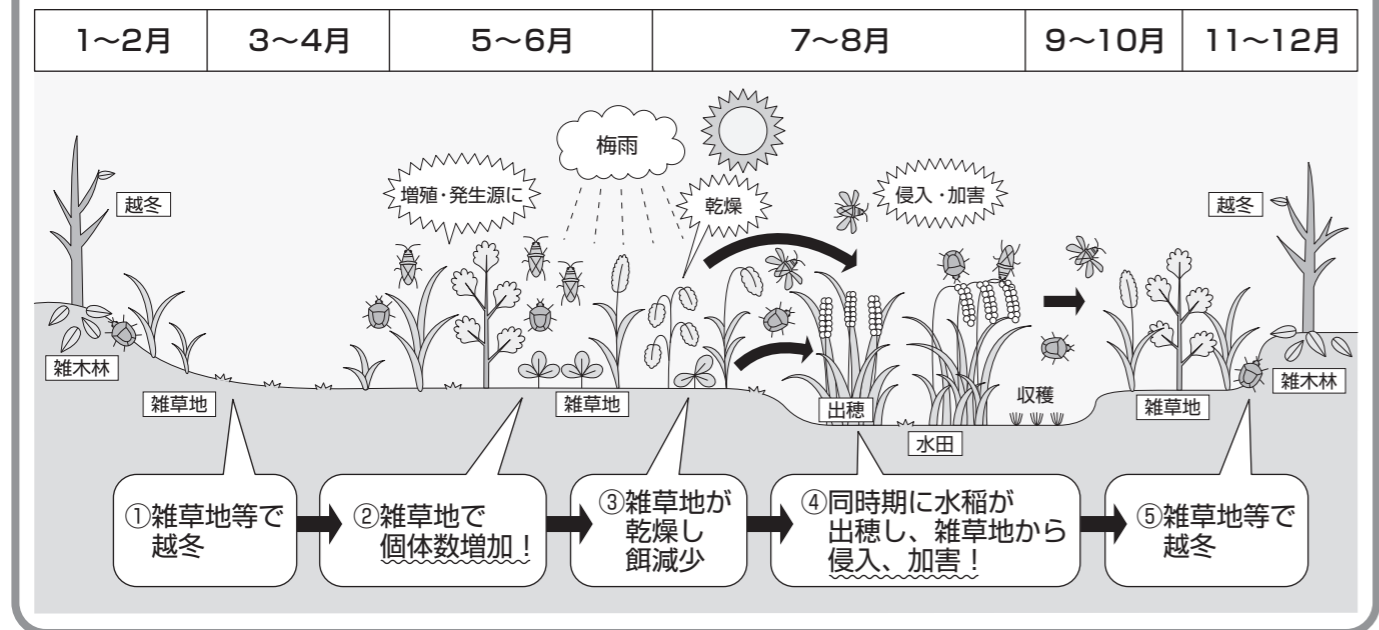 1～2月
3～4月
5～6月
7～8月
9～10月
11～12月
梅雨
増殖・発生源に
乾燥
侵入・加害
越冬
越冬
雑木林
雑草地
雑草地
出穂
水田
収穫
雑草地
雑木林
①雑草地等で
越冬
②雑草地で
個体数増加！
③雑草地が
乾燥し
餌減少
④同時期に水稲が
出穂し、雑草地から
侵入、加害！
⑤雑草地等で
越冬